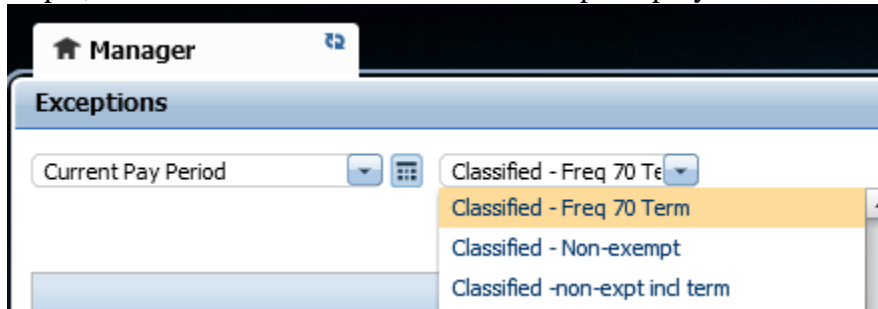 Manager
Exceptions
Current Pay Period
Classified - Freq 70 Te
Classified - Freq 70 Term
Classified - Non-exempt
Classified -non-expt incl term